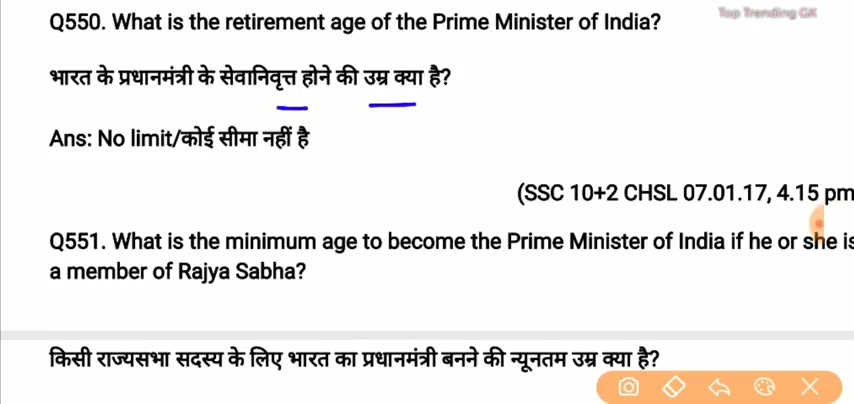 Top Trending GK
Q550. What is the retirement age of the Prime Minister of India?
भारत के प्रधानमंत्री के सेवानिवृत्त होने की उम्र क्या है?
Ans: No limit/कोई सीमा नहीं है
(SSC 10+2 CHSL 07.01.17, 4.15 pm
Q551. What is the minimum age to become the Prime Minister of India if he or she is
a member of Rajya Sabha?
किसी राज्यसभा सदस्य के लिए भारत का प्रधानमंत्री बनने की न्यूनतम उम्र क्या है?